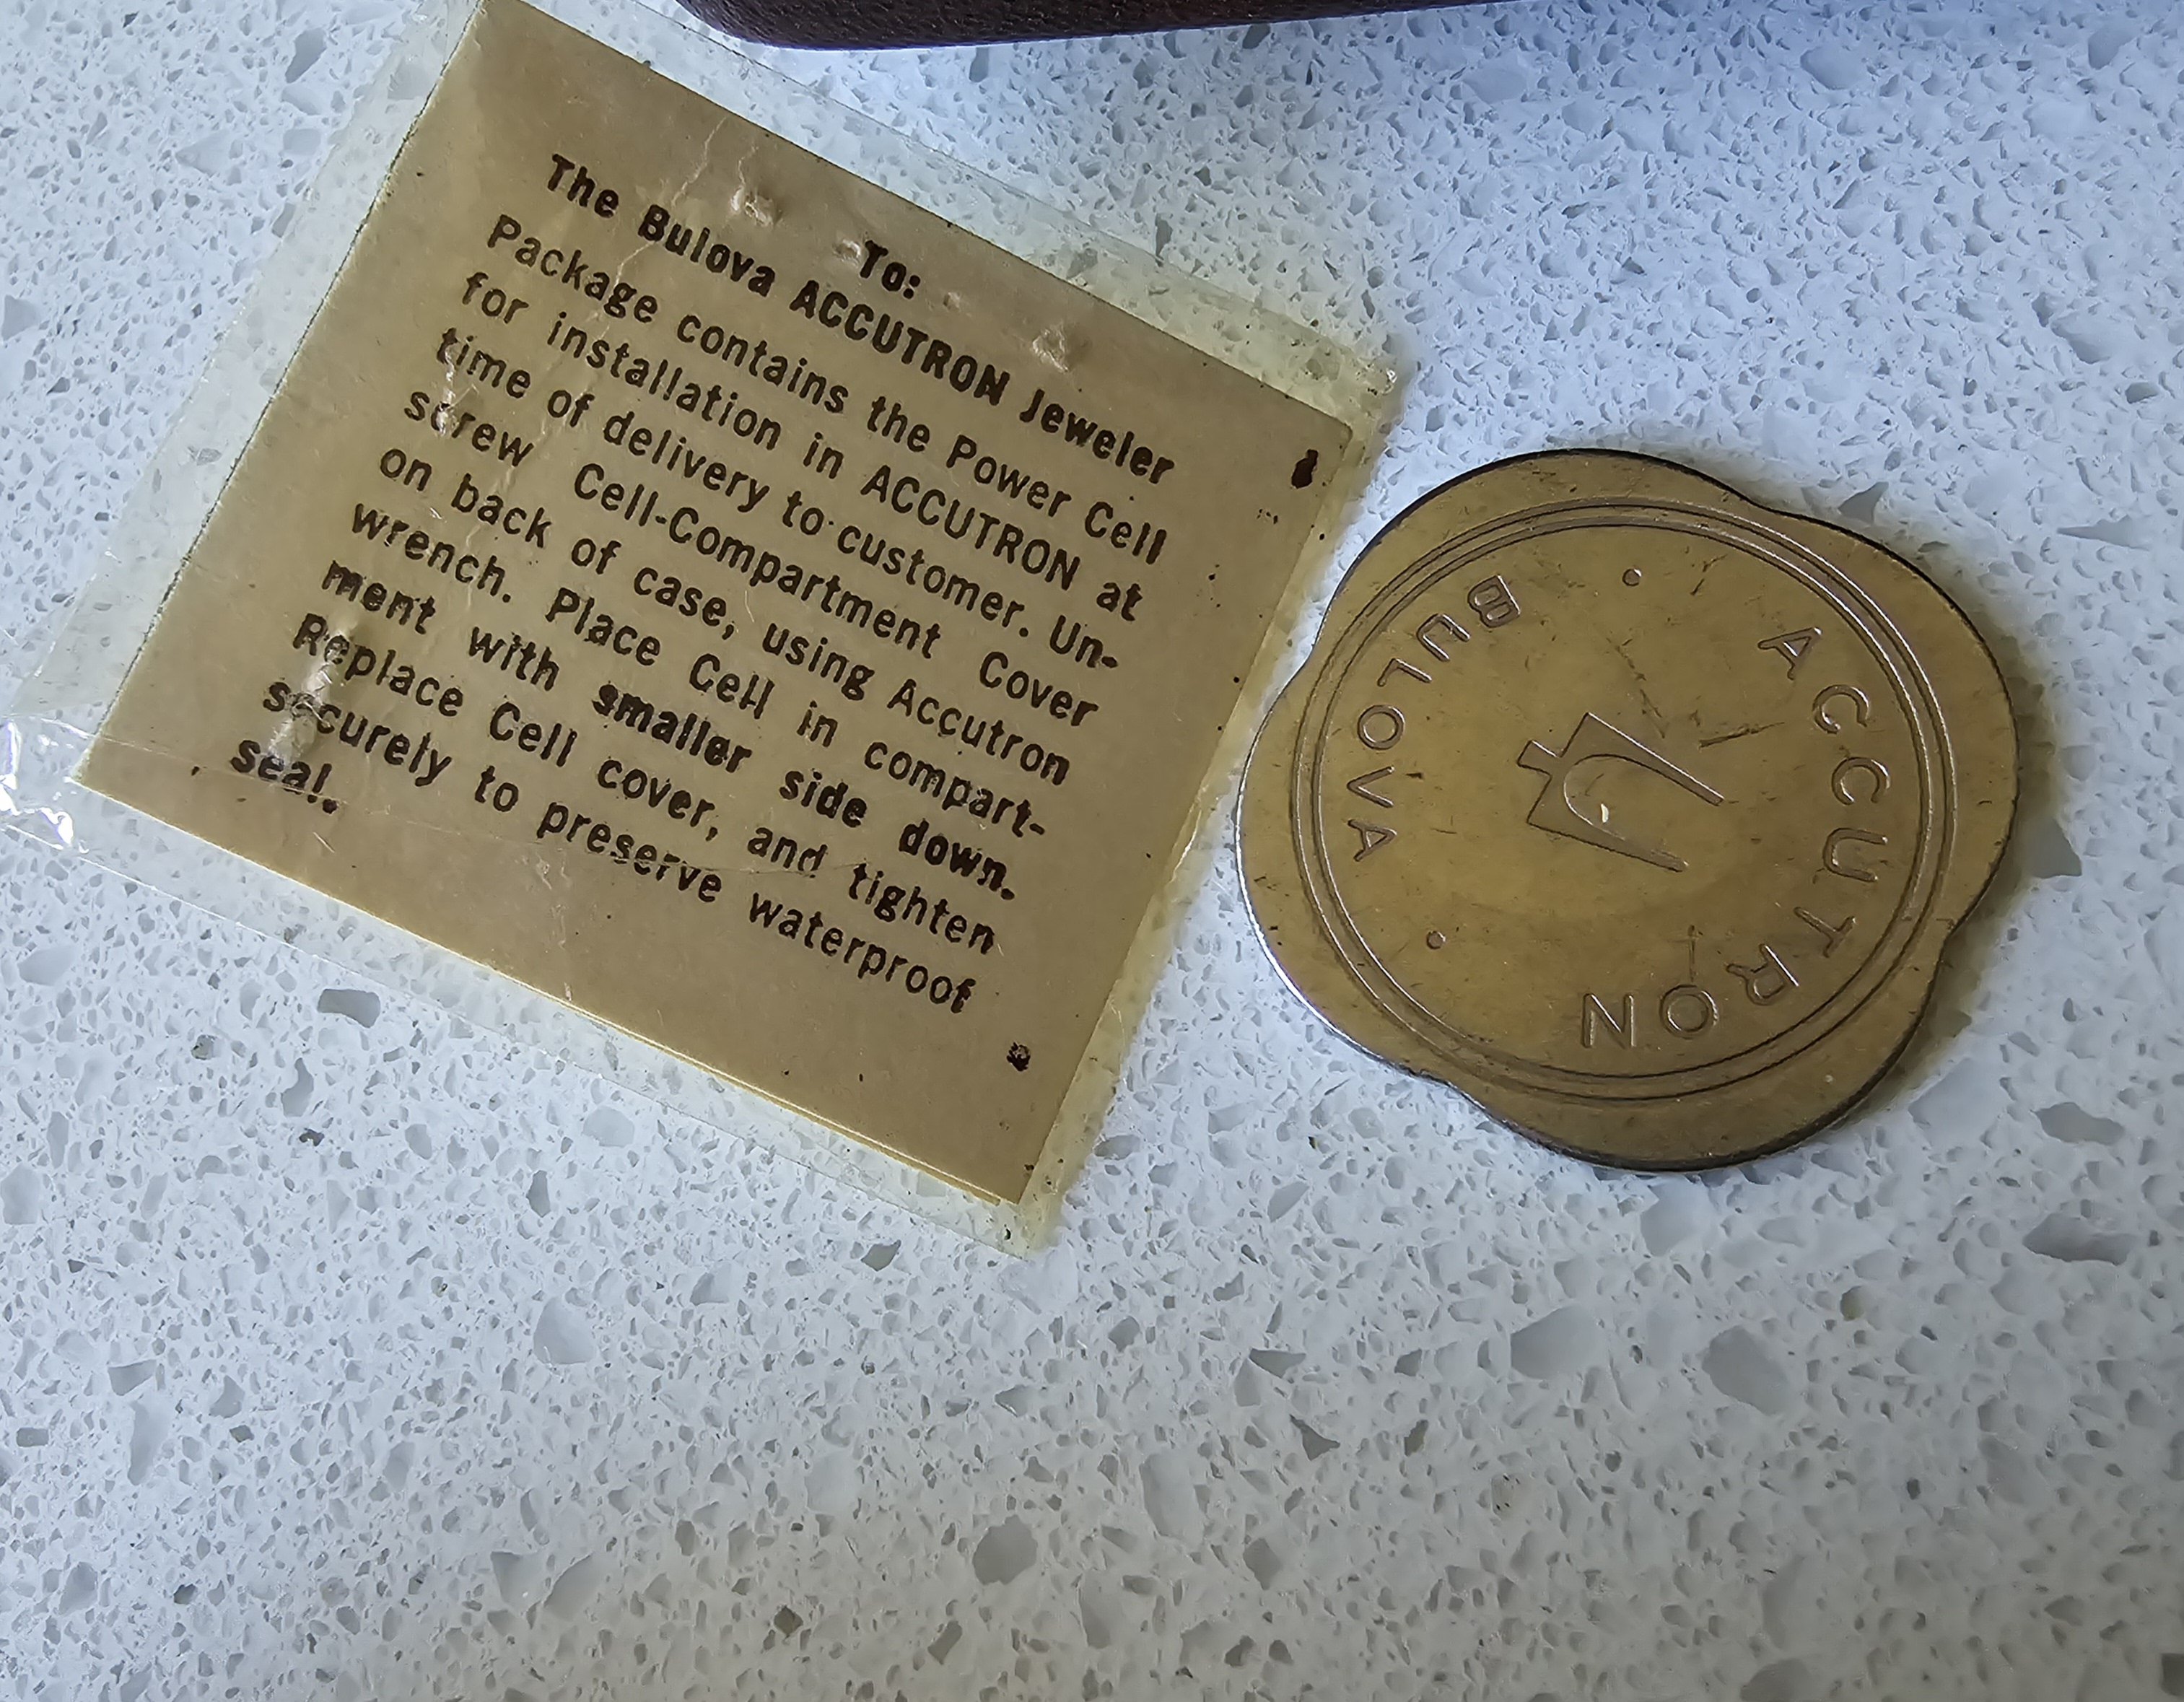 To:
The Bulova ACCUTRON Jeweler
Package contains the Power Cell
for installation in ACCUTRON at
time of delivery to customer. Un-
screw Cell-Compartment Cover
on back of case, using Accutron
wrench. Place Cell in compart-
ment with smaller side down.
Replace Cell cover, and tighten
securely to preserve waterproof
seal.
BULOVA
ACCUTRON